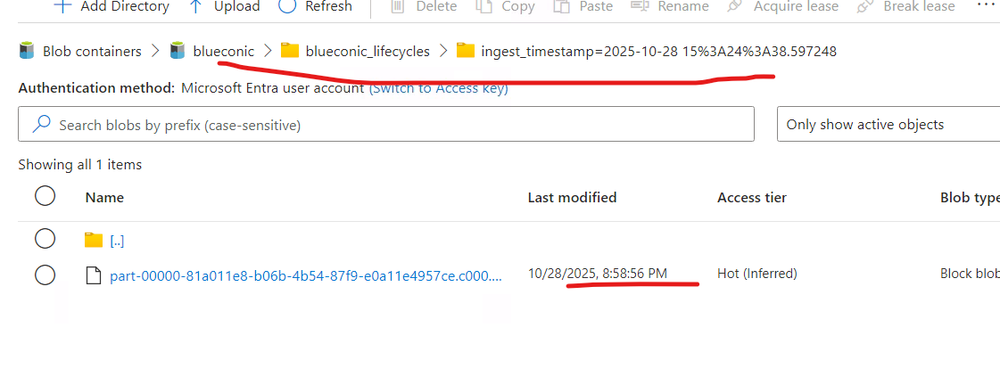 Add Directory Upload Refresh Delete Copy Paste Rename Acquire lease Break lease ...
Blob containers > blueconic > blueconic_lifecycles > ingest_timestamp=2025-10-28 15%3A24%3A38.597248
Authentication method: Microsoft Entra user account (Switch to Access key)
Search blobs by prefix (case-sensitive) Only show active objects
Showing all 1 items
Name Last modified Access tier Blob type
[..]
part-00000-81a011e8-b06b-4b54-87f9-e0a11e4957ce.c000.... 10/28/2025, 8:58:56 PM Hot (Inferred) Block blob